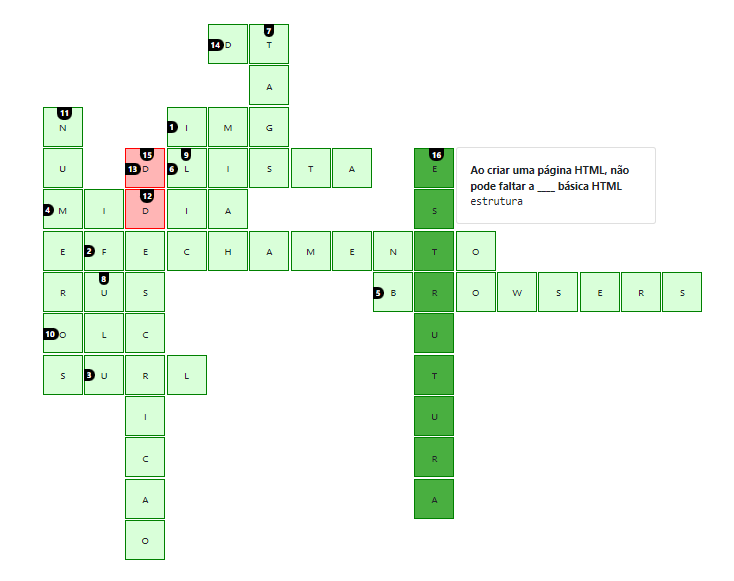 7
14 D T
A
11
N 1 I M G
15 9 16
U 13 D 6 L I S T A E
12
4 M I D I A S
E 2 F E C H A M E N T O
8
R U S 5 B R O W S E R S
10 O L C U
S 3 U R L T
I U
C R
A A
O
Ao criar uma página HTML, não
pode faltar a ____ básica HTML
estrutura